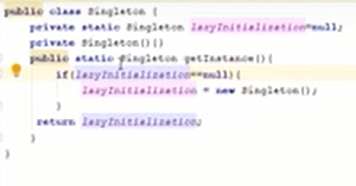 public class Singleton {
private static Singleton lazyInitialization=null;
private Singleton(){}
public static Singleton getInstance(){
if(lazyInitialization==null){
lazyInitialization = new Singleton();
}
return lazyInitialization;
}
}